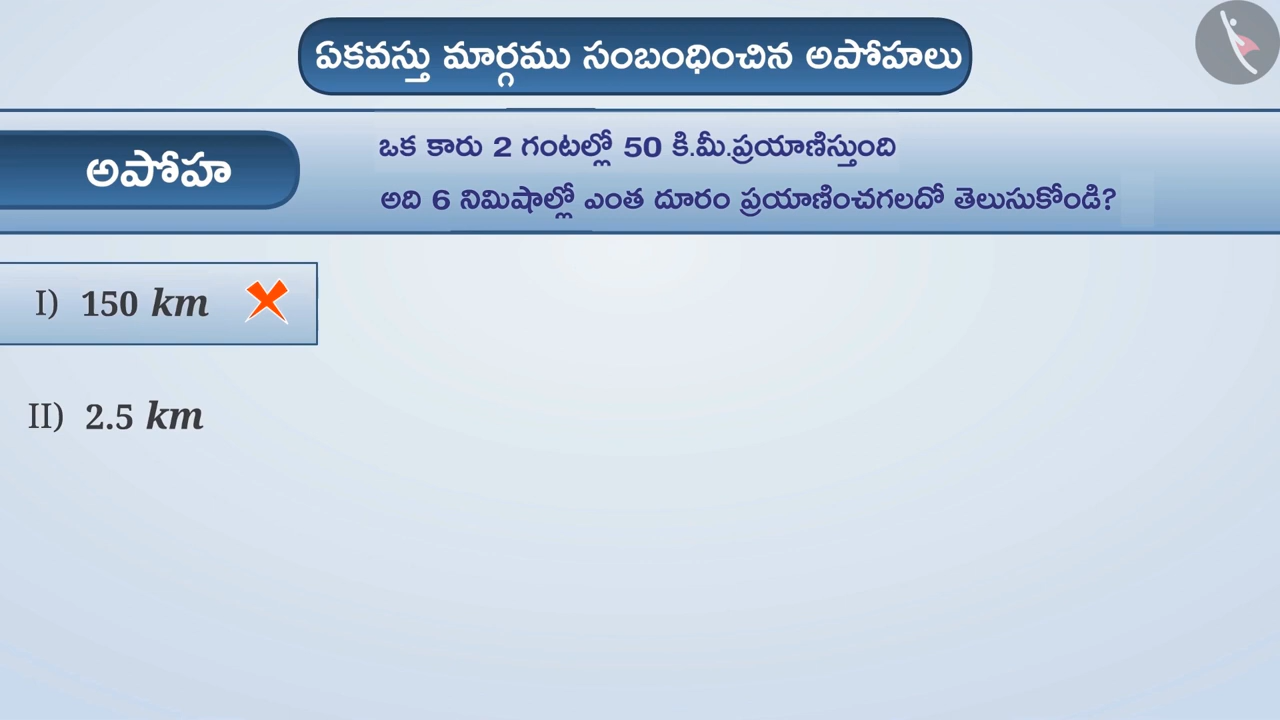 ఏకవస్తు మార్గము సంబంధించిన అపోహలు
అపోహ
ఒక కారు 2 గంటల్లో 50 కి.మీ.ప్రయాణిస్తుంది
అది 6 నిమిషాల్లో ఎంత దూరం ప్రయాణించగలదో తెలుసుకోండి?
I) 150 km
II) 2.5 km